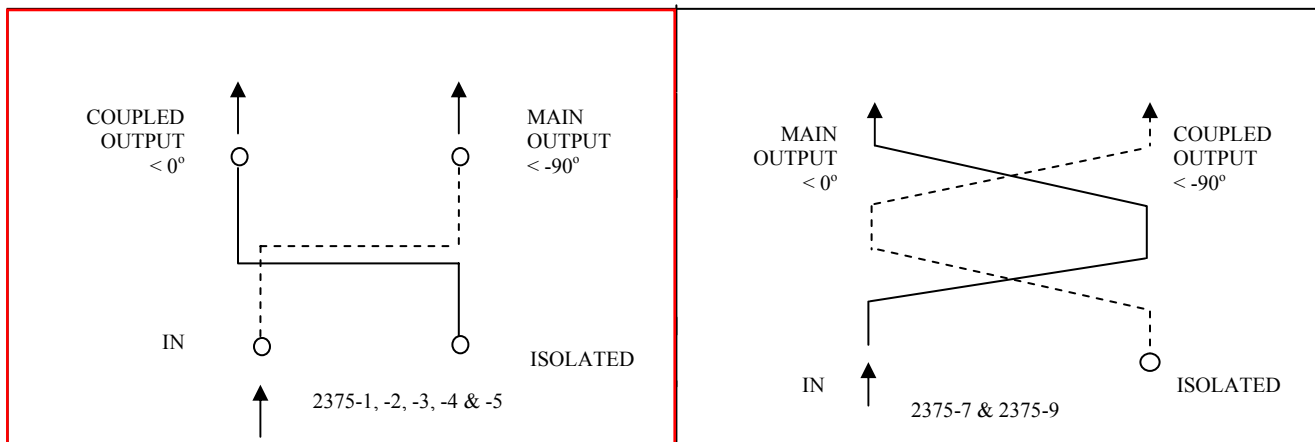 COUPLED
OUTPUT
< 0º
MAIN
OUTPUT
< -90º
IN
ISOLATED
2375-1, -2, -3, -4 & -5
MAIN
OUTPUT
< 0º
COUPLED
OUTPUT
< -90º
IN
ISOLATED
2375-7 & 2375-9